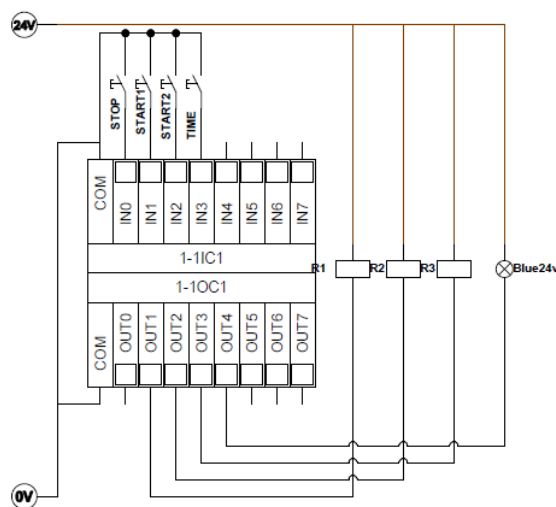 24V
STOP
START1
START2
TIME
COM
IN0
IN1
IN2
IN3
IN4
IN5
IN6
IN7
1-1IC1
R1
R2
R3
Blue24v
1-1OC1
COM
OUT0
OUT1
OUT2
OUT3
OUT4
OUT5
OUT6
OUT7
0V